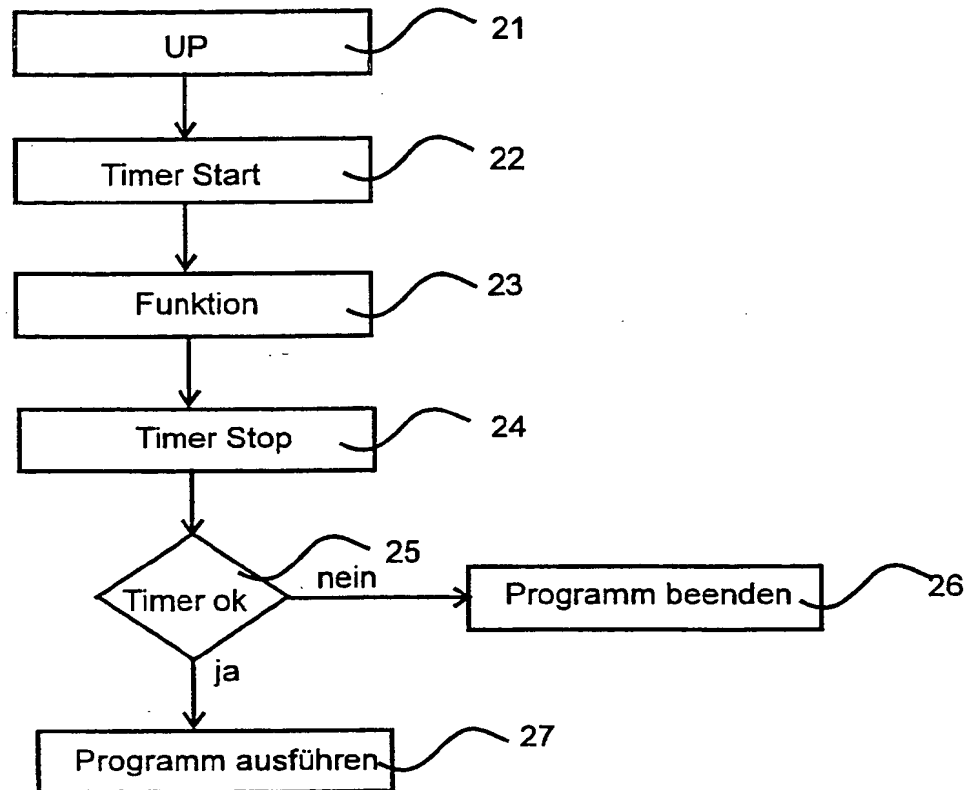 UP
21
Timer Start
22
Funktion
23
Timer Stop
24
25
Timer ok
nein
Programm beenden
26
ja
Programm ausführen
27